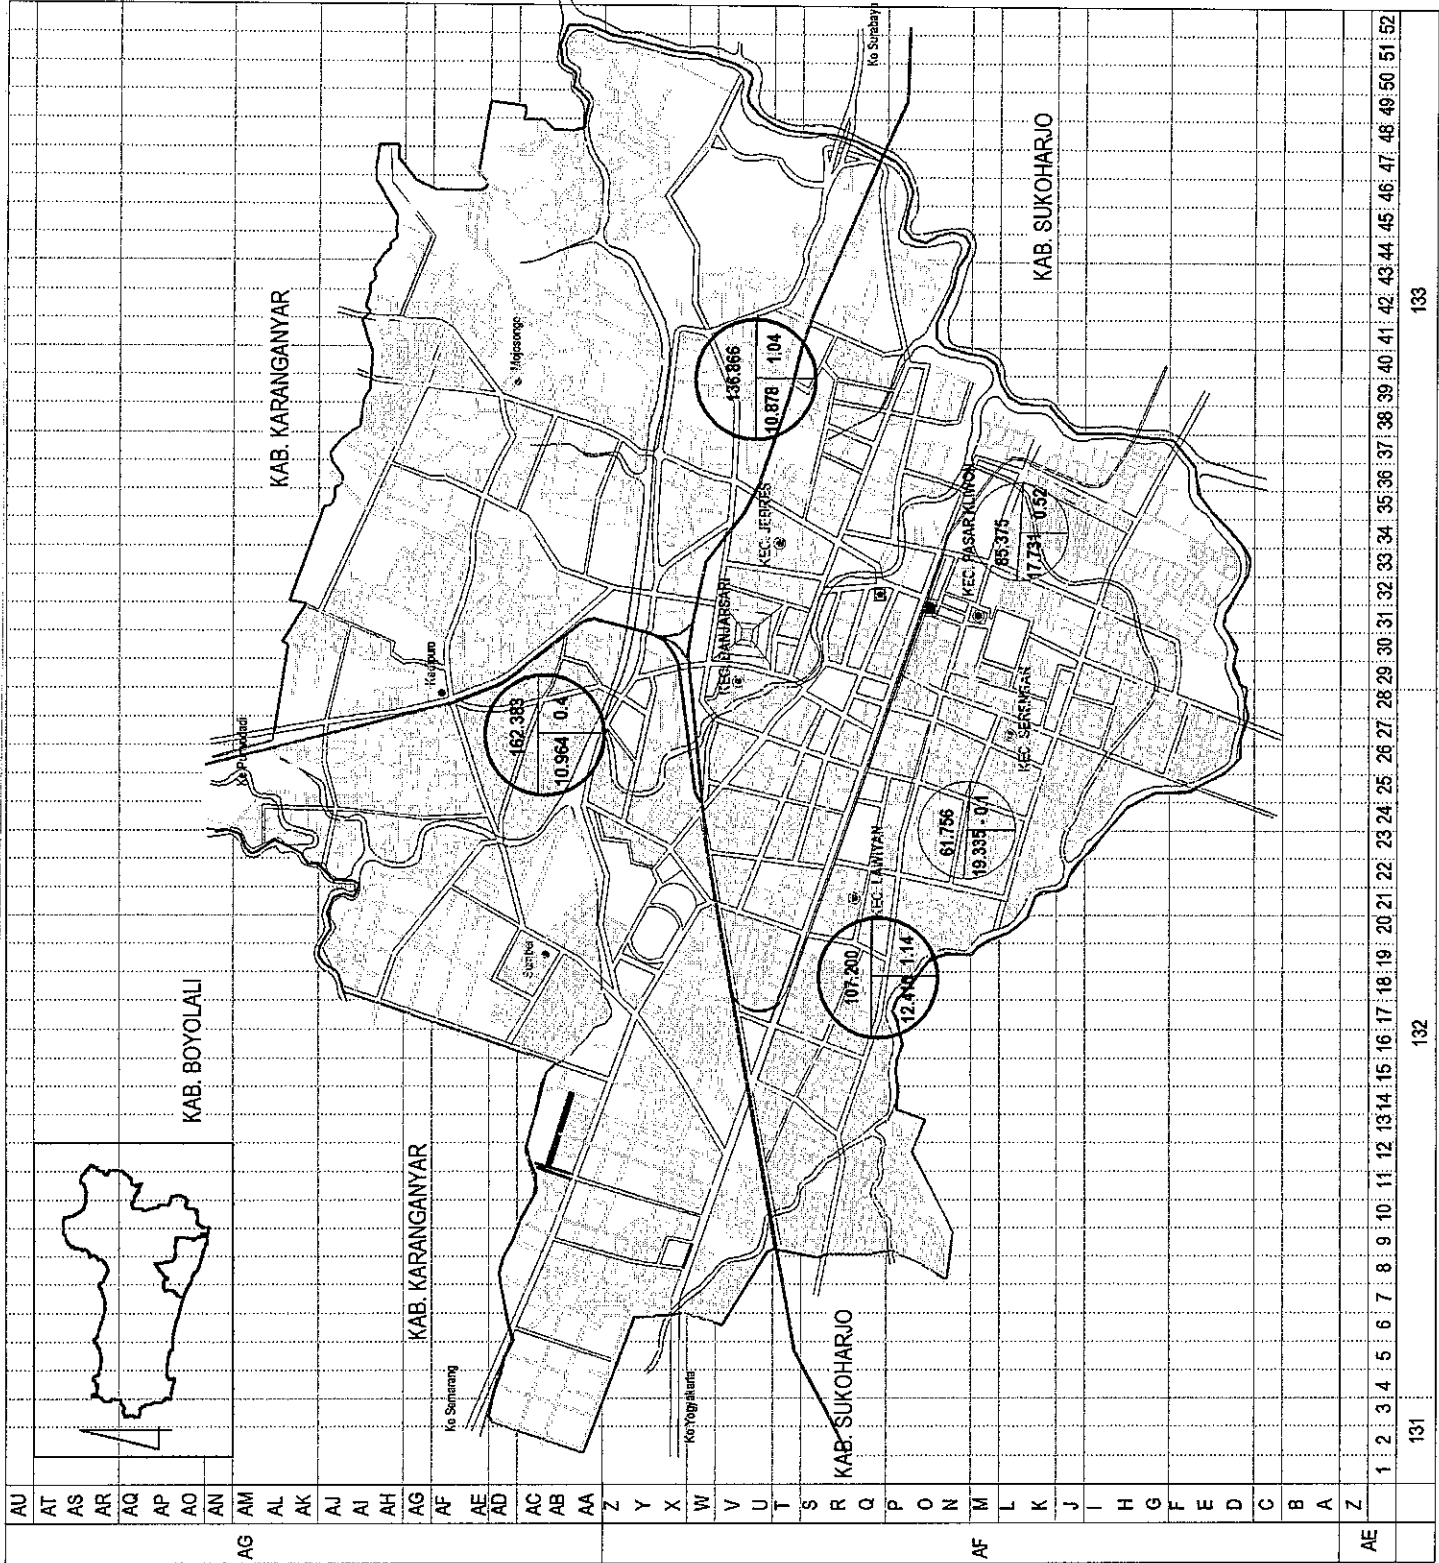 KAB. BOYOLALI
KAB. KARANGANYAR
KAB. KARANGANYAR
Ke Semarang
Sumber
162.383
10.964
Mojosongo
Ke Yogyakarta
KEC. BANJARSARI
KEC. JEBRES
136.866
10.878 1.04
KAB. SUKOHARJO
107.200
1.14
KEC. LAWIYAN
Ke Surabaya
61.756
19.335 - 0.1
KEC. PASAR KLIWON
KEC. SERENGAN
85.375
17.731 0.52
KAB. SUKOHARJO
AG
AF
AE
AU
AT
AS
AR
AQ
AP
AO
AN
AM
AL
AK
AJ
AI
AH
AG
AF
AE
AD
AC
AB
AA
Z
Y
X
W
V
U
T
S
R
Q
P
O
N
M
L
K
J
I
H
G
F
E
D
C
B
A
Z
1 2 3 4 5 6 7 8 9 10 11 12 13 14 15 16 17 18 19 20 21 22 23 24 25 26 27 28 29 30 31 32 33 34 35 36 37 38 39 40 41 42 43 44 45 46 47 48 49 50 51 52
131 132 133